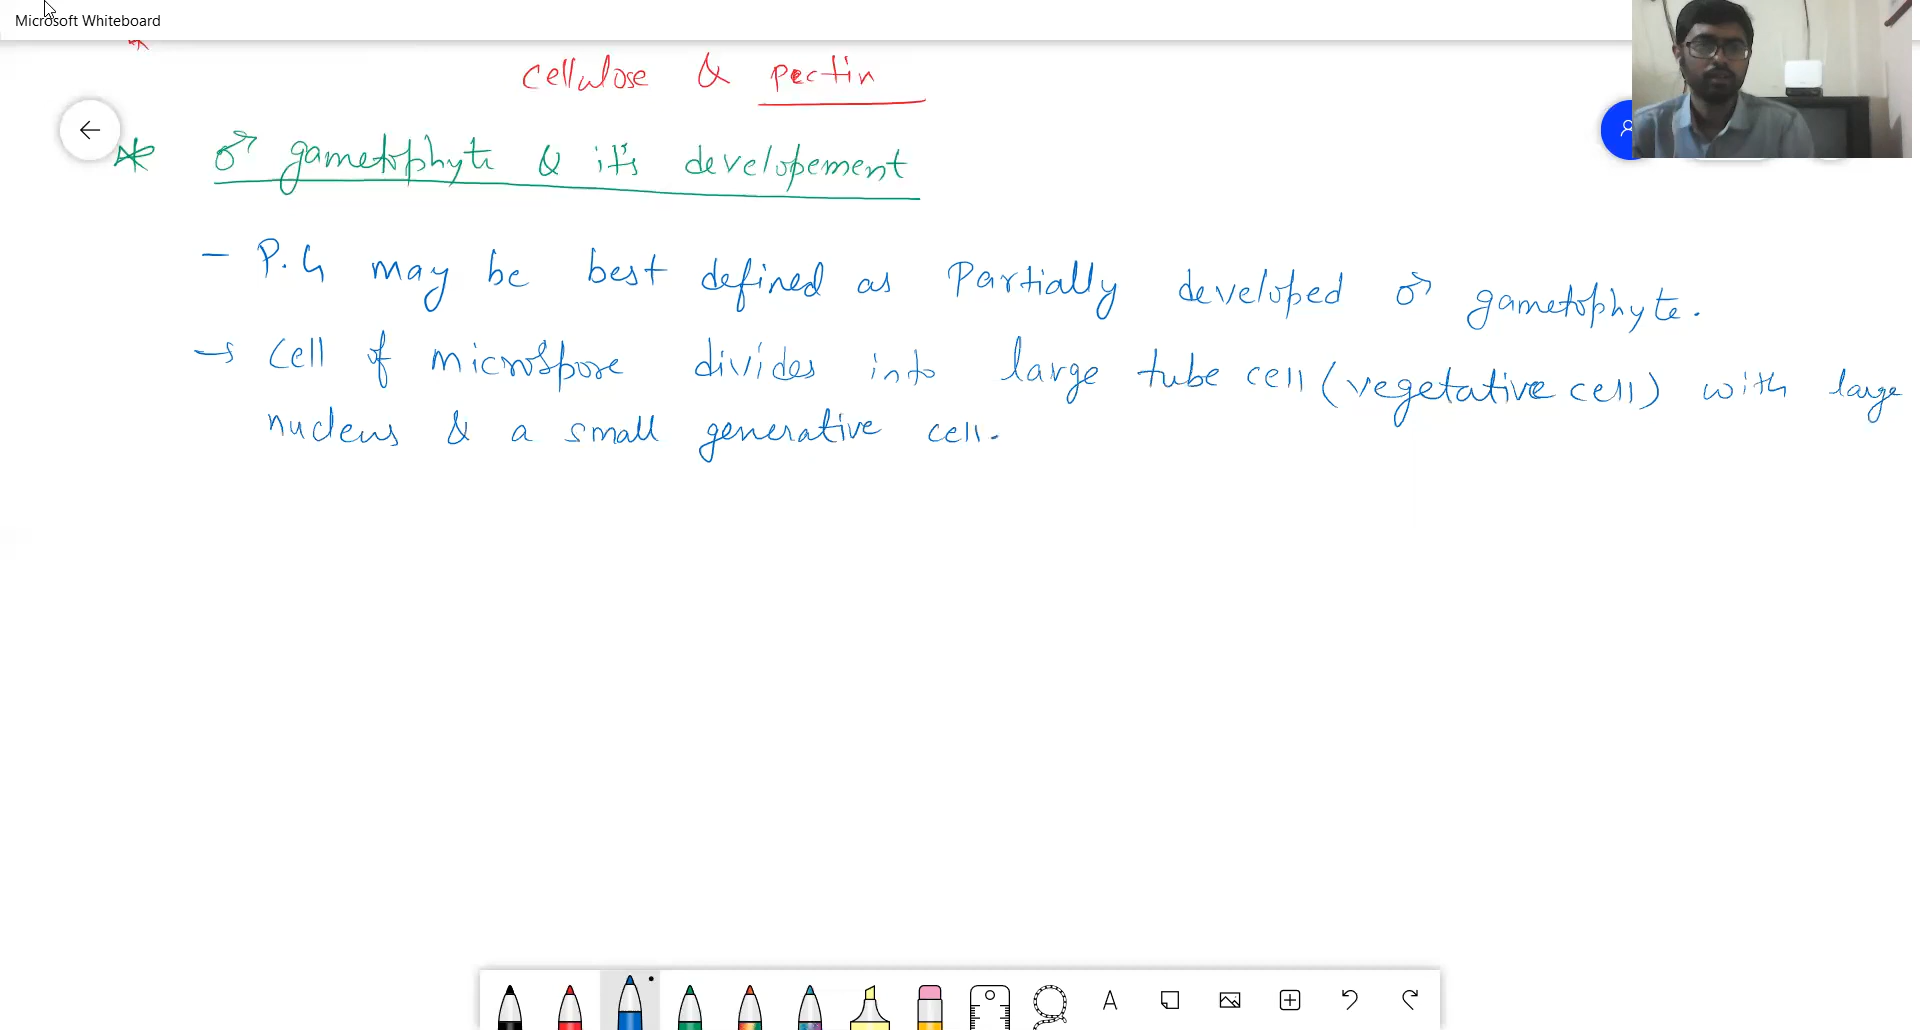 Microsoft Whiteboard
cellulose & pectin
* ♂ gametophyte & it's developement
- P.G may be best defined as Partially developed ♂ gametophyte.
→ Cell of microspore divides into large tube cell (vegetative cell) with large
nucleus & a small generative cell.